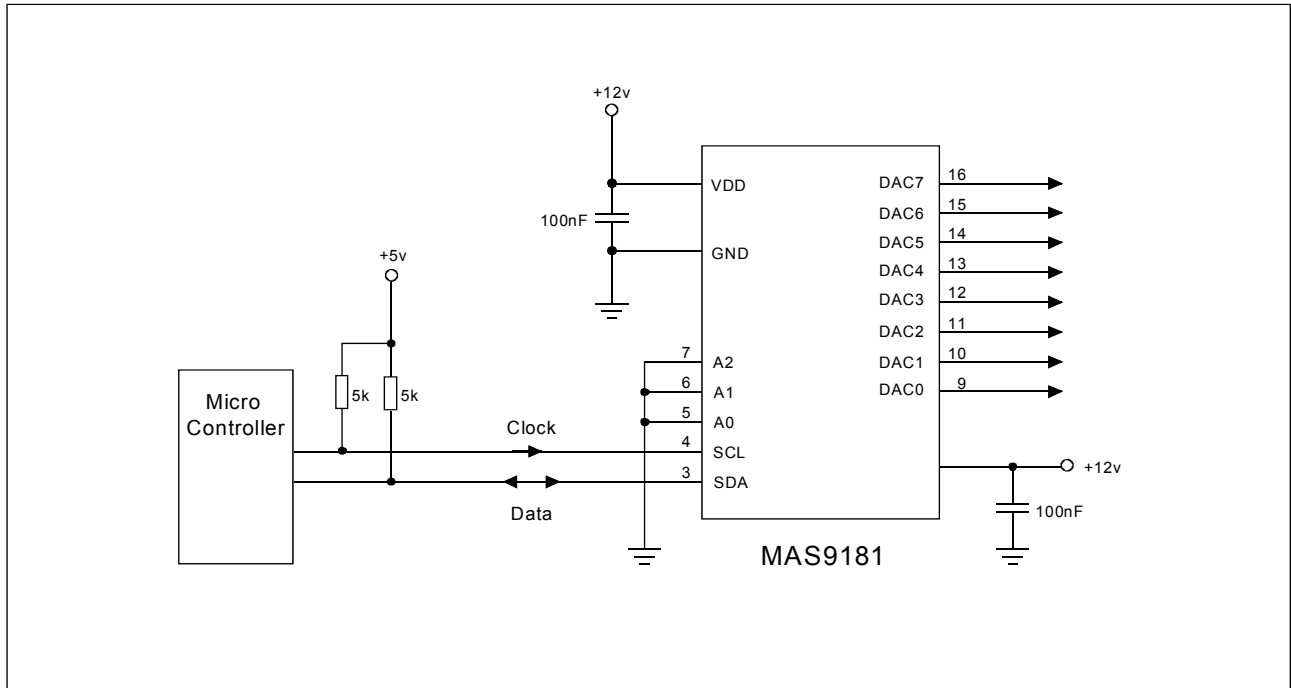 +12v
VDD
100nF
GND
DAC7 16
DAC6 15
DAC5 14
DAC4 13
DAC3 12
DAC2 11
DAC1 10
DAC0 9
+5v
5k
5k
Micro
Controller
Clock
Data
7 A2
6 A1
5 A0
4 SCL
3 SDA
+12v
100nF
MAS9181